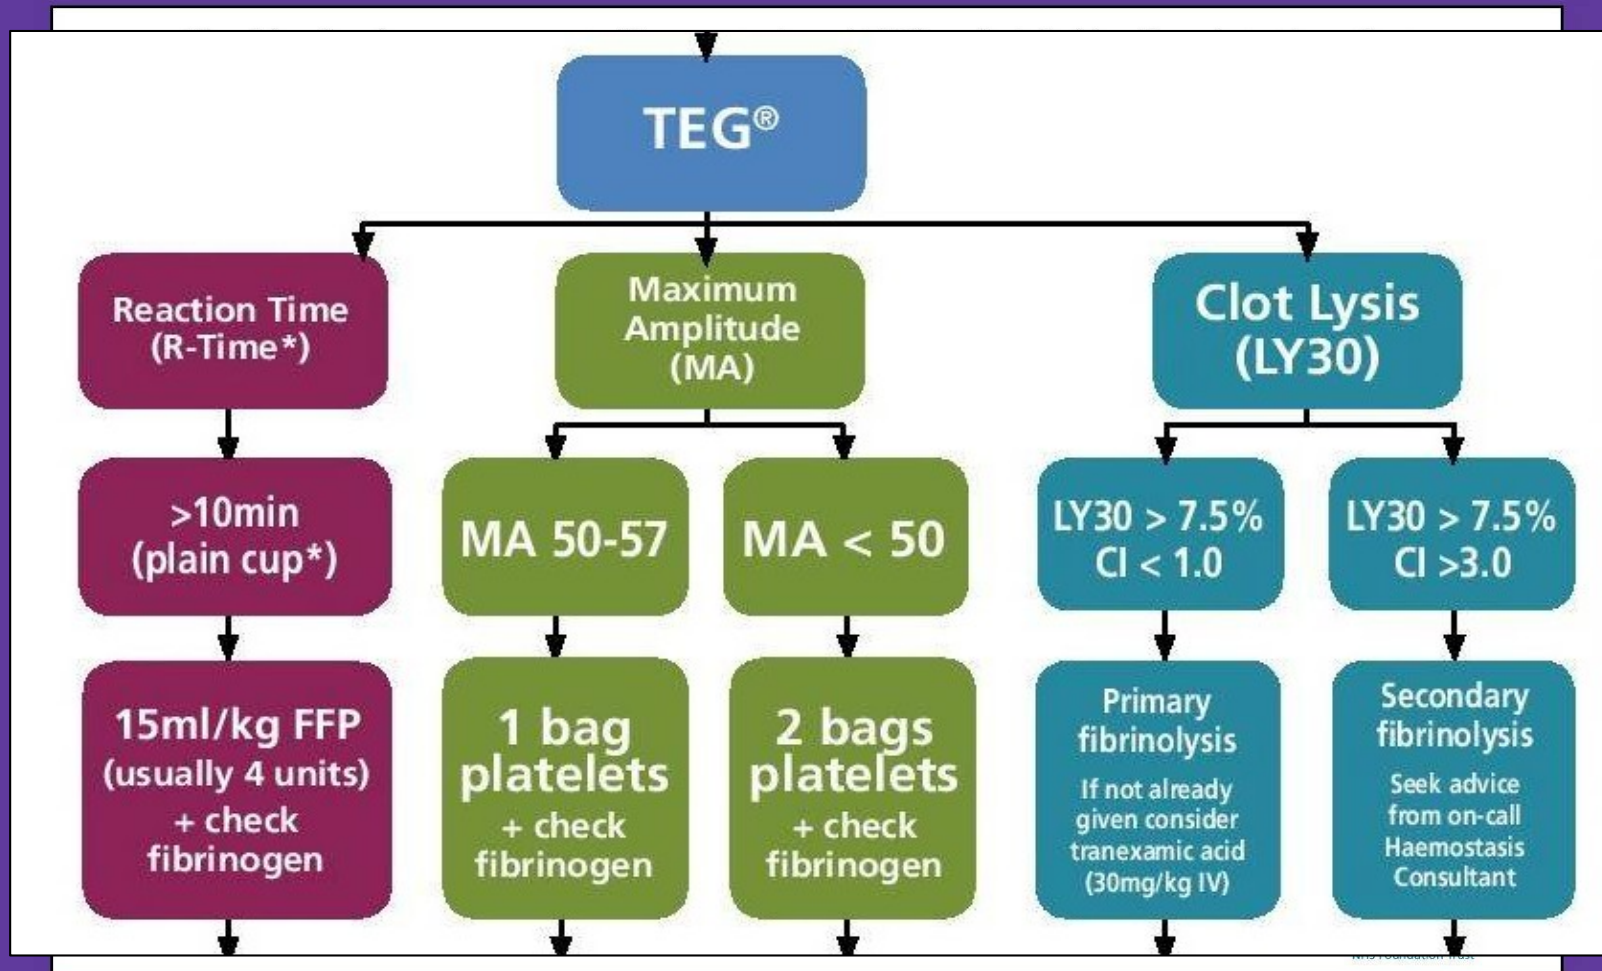 TEG®
Reaction Time
(R-Time*)
Maximum
Amplitude
(MA)
Clot Lysis
(LY30)
>10min
(plain cup*)
MA 50-57
MA < 50
LY30 > 7.5%
CI < 1.0
LY30 > 7.5%
CI >3.0
15ml/kg FFP
(usually 4 units)
+ check
fibrinogen
1 bag
platelets
+ check
fibrinogen
2 bags
platelets
+ check
fibrinogen
Primary
fibrinolysis
If not already
given consider
tranexamic acid
(30mg/kg IV)
Secondary
fibrinolysis
Seek advice
from on-call
Haemostasis
Consultant
NHS Foundation Trust